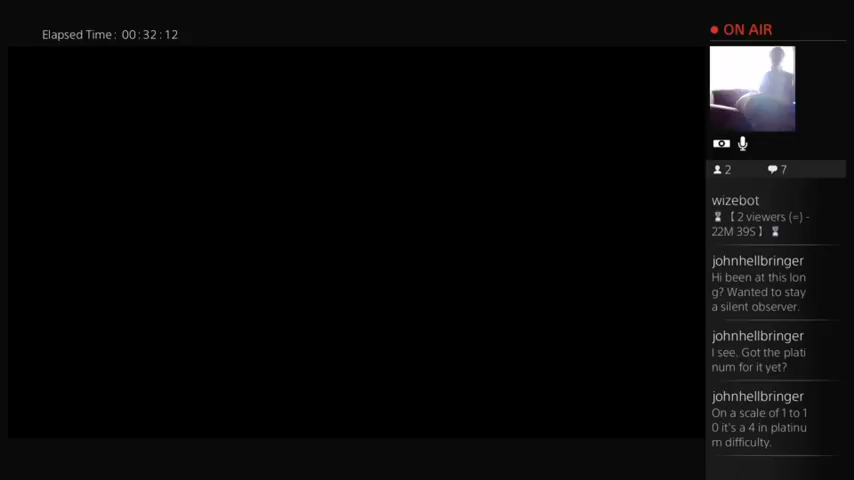 Elapsed Time: 00:32:12
ON AIR
2 7
wizebot
⌛ [ 2 viewers (=) -
22M 39S ] ⌛
johnhellbringer
Hi been at this lon
g? Wanted to stay
a silent observer.
johnhellbringer
I see. Got the plati
num for it yet?
johnhellbringer
On a scale of 1 to 1
0 it's a 4 in platinu
m difficulty.